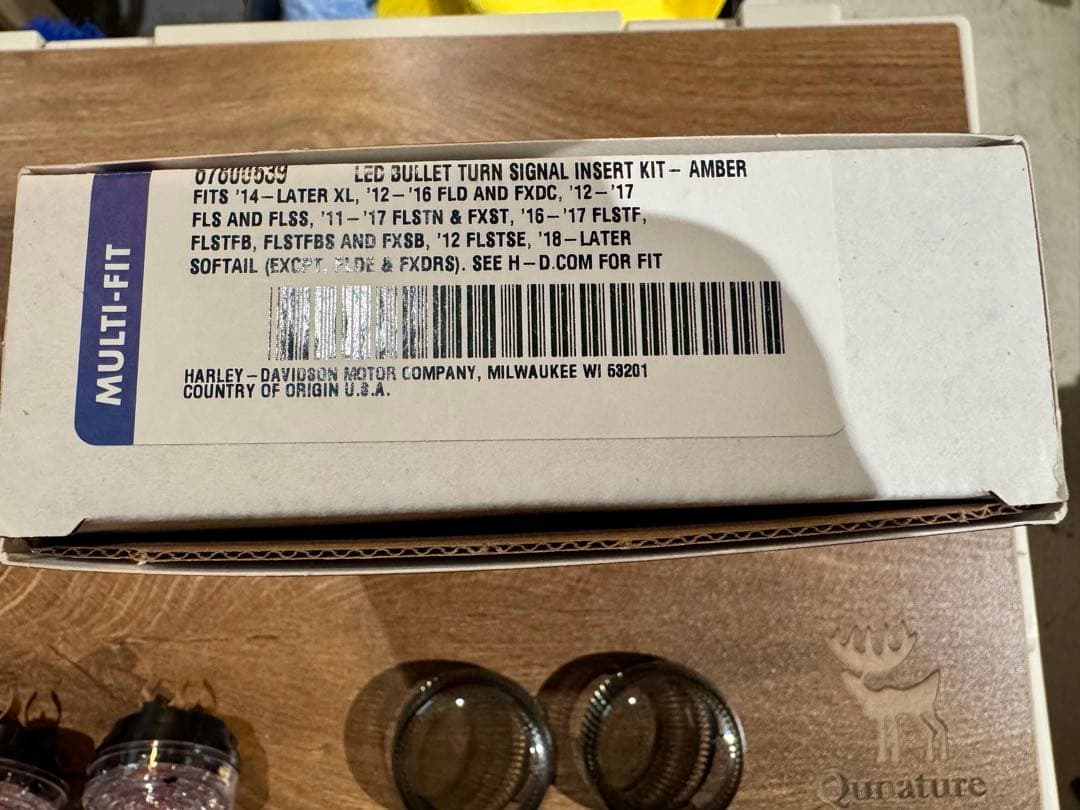 67800639 LED BULLET TURN SIGNAL INSERT KIT - AMBER
FITS '14-LATER XL, '12-'16 FLD AND FXDC, '12-'17
FLS AND FLSS, '11-'17 FLSTN & FXST, '16-'17 FLSTF,
FLSTFB, FLSTFBS AND FXSB, '12 FLSTSE, '18-LATER
SOFTAIL (EXCPT. FLDE & FXDRS). SEE H-D.COM FOR FIT
MULTI-FIT
HARLEY-DAVIDSON MOTOR COMPANY, MILWAUKEE WI 53201
COUNTRY OF ORIGIN U.S.A.
Qunature